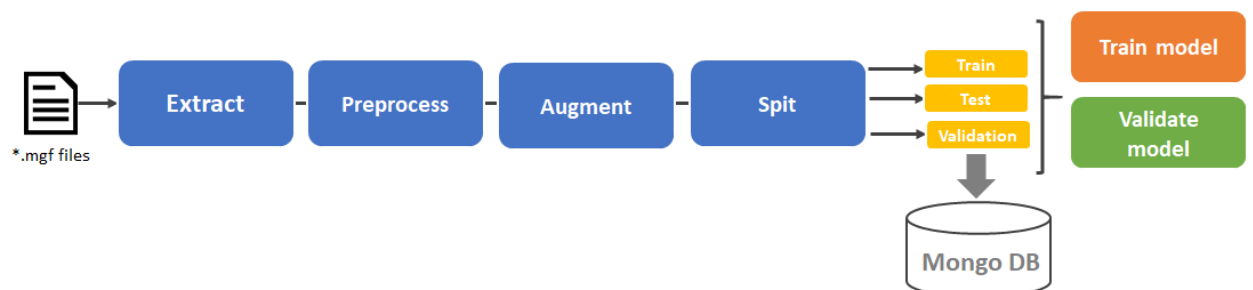 *.mgf files
Extract
Preprocess
Augment
Spit
Train
Test
Validation
Train model
Validate
model
Mongo DB